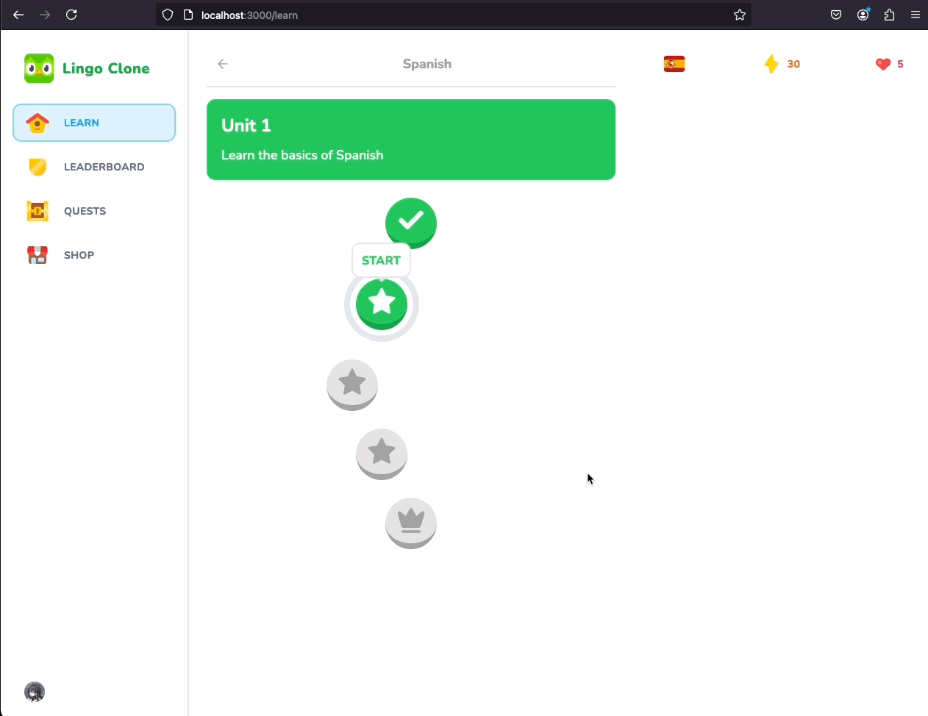 localhost:3000/learn
Lingo Clone
Spanish
30
5
LEARN
LEADERBOARD
QUESTS
SHOP
Unit 1
Learn the basics of Spanish
START